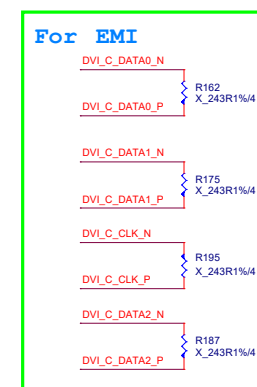 For EMI
DVI_C_DATA0_N
R162
X_243R1%/4
DVI_C_DATA0_P
DVI_C_DATA1_N
R175
X_243R1%/4
DVI_C_DATA1_P
DVI_C_CLK_N
R195
X_243R1%/4
DVI_C_CLK_P
DVI_C_DATA2_N
R187
X_243R1%/4
DVI_C_DATA2_P